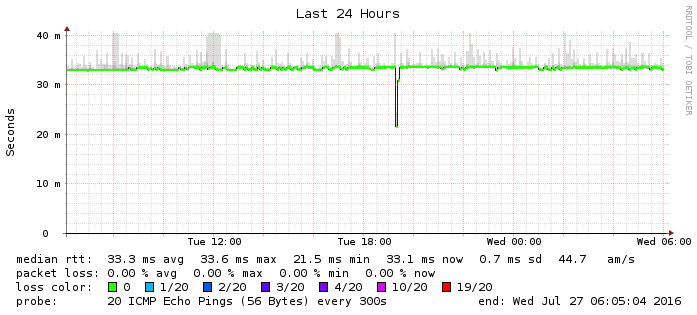 Last 24 Hours
RRDTOOL / TOBI OETIKER
Seconds
40 m
30 m
20 m
10 m
0
Tue 12:00 Tue 18:00 Wed 00:00 Wed 06:00
median rtt: 33.3 ms avg 33.6 ms max 21.5 ms min 33.1 ms now 0.7 ms sd 44.7 am/s
packet loss: 0.00 % avg 0.00 % max 0.00 % min 0.00 % now
loss color: 0 1/20 2/20 3/20 4/20 10/20 19/20
probe: 20 ICMP Echo Pings (56 Bytes) every 300s end: Wed Jul 27 06:05:04 2016